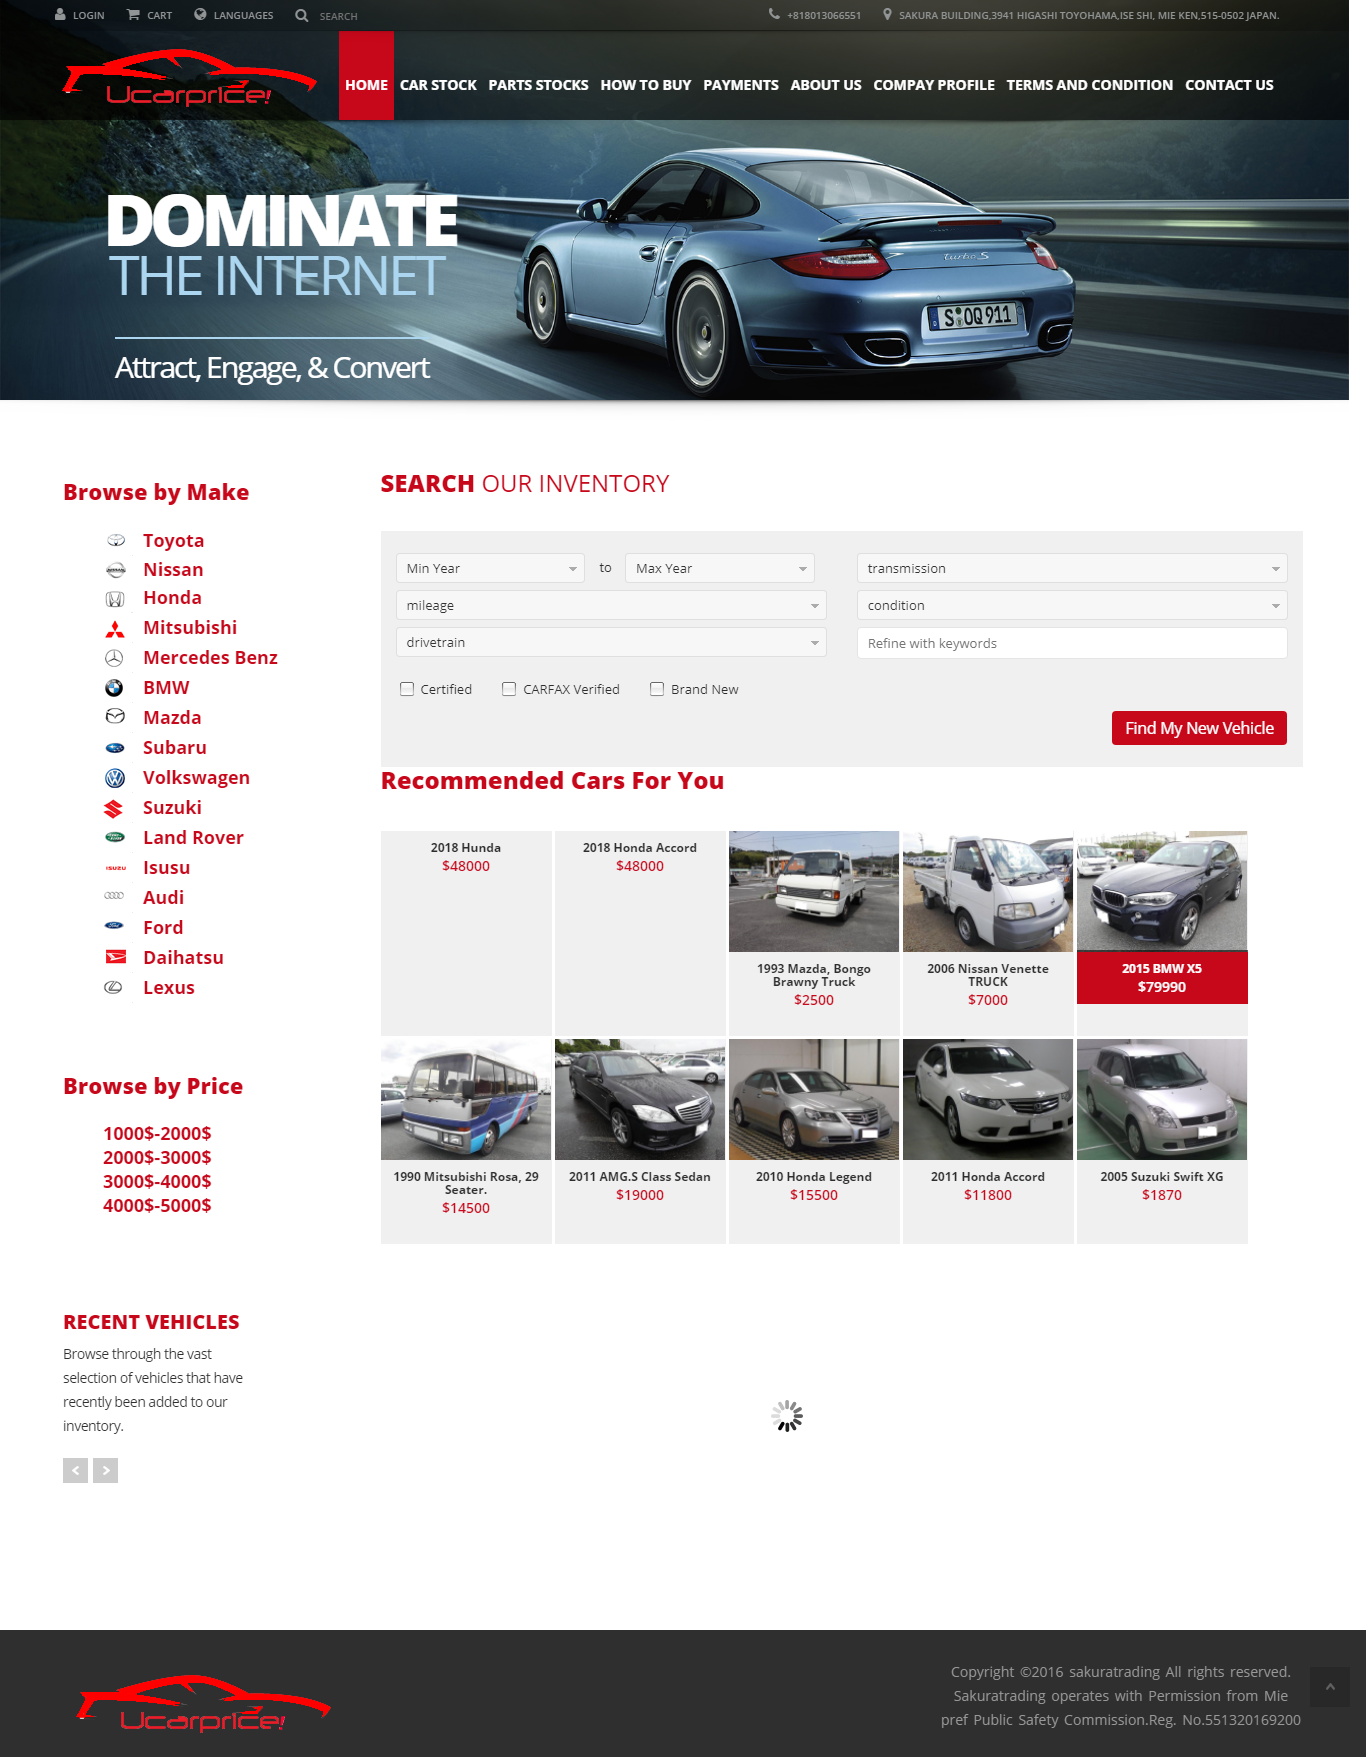 LOGIN CART LANGUAGES SEARCH +818013066551 SAKURA BUILDING,3941 HIGASHI TOYOHAMA,ISE SHI, MIE KEN,515-0502 JAPAN.
Ucarprice!
HOME CAR STOCK PARTS STOCKS HOW TO BUY PAYMENTS ABOUT US COMPAY PROFILE TERMS AND CONDITION CONTACT US
DOMINATE
THE INTERNET
Attract, Engage, & Convert
turbo S
S OQ 911
Browse by Make
Toyota
Nissan
Honda
Mitsubishi
Mercedes Benz
BMW
Mazda
Subaru
Volkswagen
Suzuki
Land Rover
ISUZU Isusu
Audi
Ford
Daihatsu
Lexus
Browse by Price
1000$-2000$
2000$-3000$
3000$-4000$
4000$-5000$
SEARCH OUR INVENTORY
Min Year to Max Year transmission
mileage condition
drivetrain Refine with keywords
Certified CARFAX Verified Brand New
Find My New Vehicle
Recommended Cars For You
2018 Hunda
$48000
2018 Honda Accord
$48000
1993 Mazda, Bongo
Brawny Truck
$2500
2006 Nissan Venette
TRUCK
$7000
2015 BMW X5
$79990
1990 Mitsubishi Rosa, 29
Seater.
$14500
2011 AMG.S Class Sedan
$19000
2010 Honda Legend
$15500
2011 Honda Accord
$11800
2005 Suzuki Swift XG
$1870
RECENT VEHICLES
Browse through the vast
selection of vehicles that have
recently been added to our
inventory.
Ucarprice!
Copyright ©2016 sakuratrading All rights reserved.
Sakuratrading operates with Permission from Mie
pref Public Safety Commission.Reg. No.551320169200